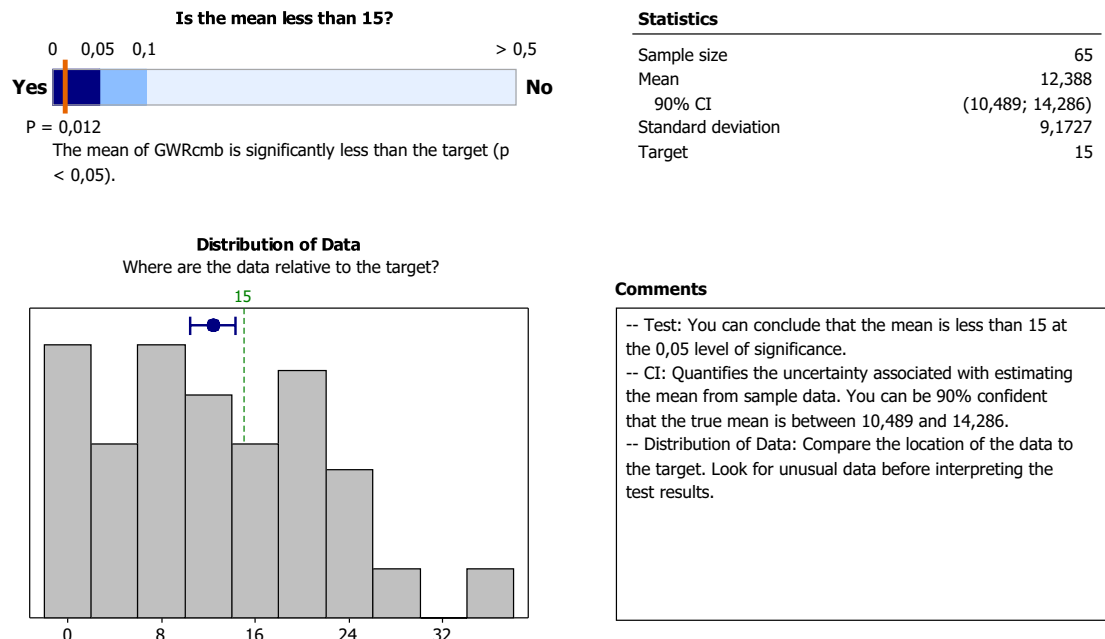 Is the mean less than 15?
0 0,05 0,1 > 0,5
Yes No
P = 0,012
The mean of GWRcmb is significantly less than the target (p
< 0,05).
Statistics
Sample size 65
Mean 12,388
90% CI (10,489; 14,286)
Standard deviation 9,1727
Target 15
Distribution of Data
Where are the data relative to the target?
15
0 8 16 24 32
Comments
-- Test: You can conclude that the mean is less than 15 at
the 0,05 level of significance.
-- CI: Quantifies the uncertainty associated with estimating
the mean from sample data. You can be 90% confident
that the true mean is between 10,489 and 14,286.
-- Distribution of Data: Compare the location of the data to
the target. Look for unusual data before interpreting the
test results.